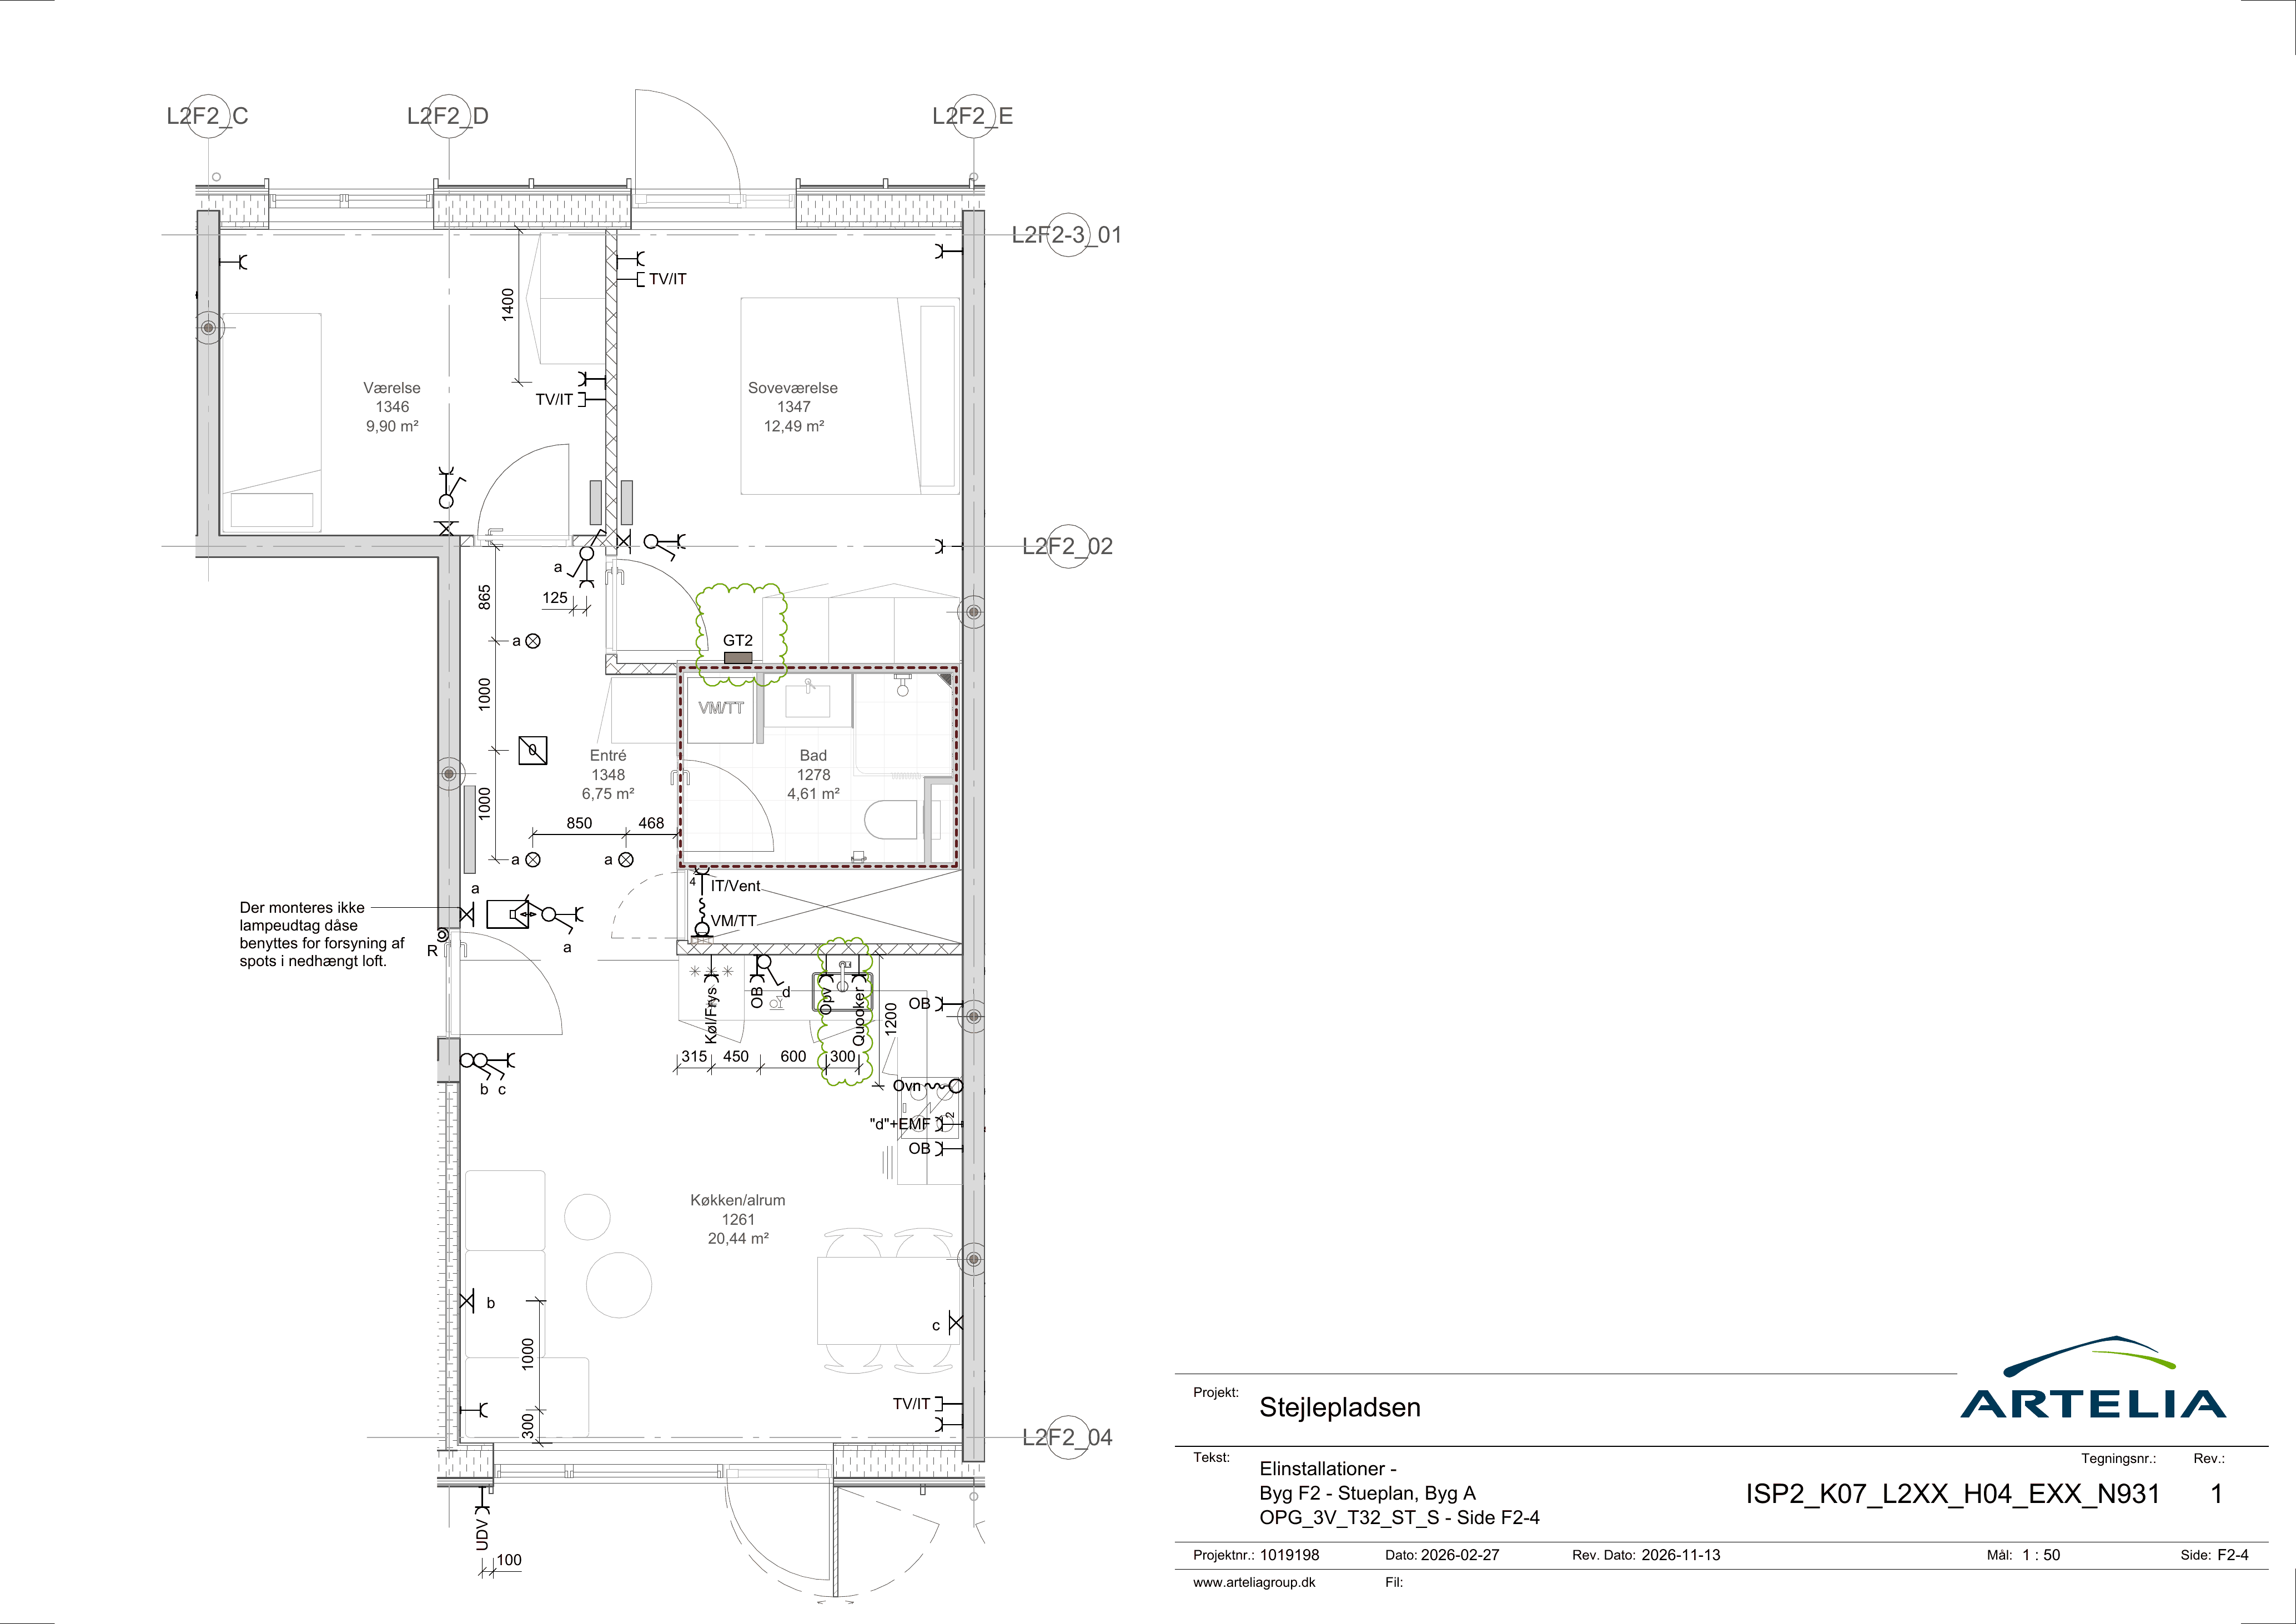 L2F2_C
L2F2_D
L2F2_E
L2F2-3_01
TV/IT
1400
Værelse
1346
9,90 m²
Soveværelse
1347
12,49 m²
TV/IT
L2F2_02
a
865
125
a
GT2
1000
VM/TT
0
Entré
1348
6,75 m²
Bad
1278
4,61 m²
1000
850
468
a
a
a
4
IT/Vent
VM/TT
Der monteres ikke
lampeudtag dåse
benyttes for forsyning af
spots i nedhængt loft.
R
a
Køl/Frys
OB
d
Opv
Quooker
OB
1200
315
450
600
300
b
c
Ovn
2
"d"+EMF
OB
Køkken/alrum
1261
20,44 m²
b
c
1000
TV/IT
300
L2F2_04
UDV
100
ARTELIA
Projekt:
Stejlepladsen
Tekst:
Elinstallationer -
Byg F2 - Stueplan, Byg A
OPG_3V_T32_ST_S - Side F2-4
Tegningsnr.:
Rev.:
ISP2_K07_L2XX_H04_EXX_N931
1
Projektnr.: 1019198
Dato: 2026-02-27
Rev. Dato: 2026-11-13
Mål: 1 : 50
Side: F2-4
www.arteliagroup.dk
Fil: